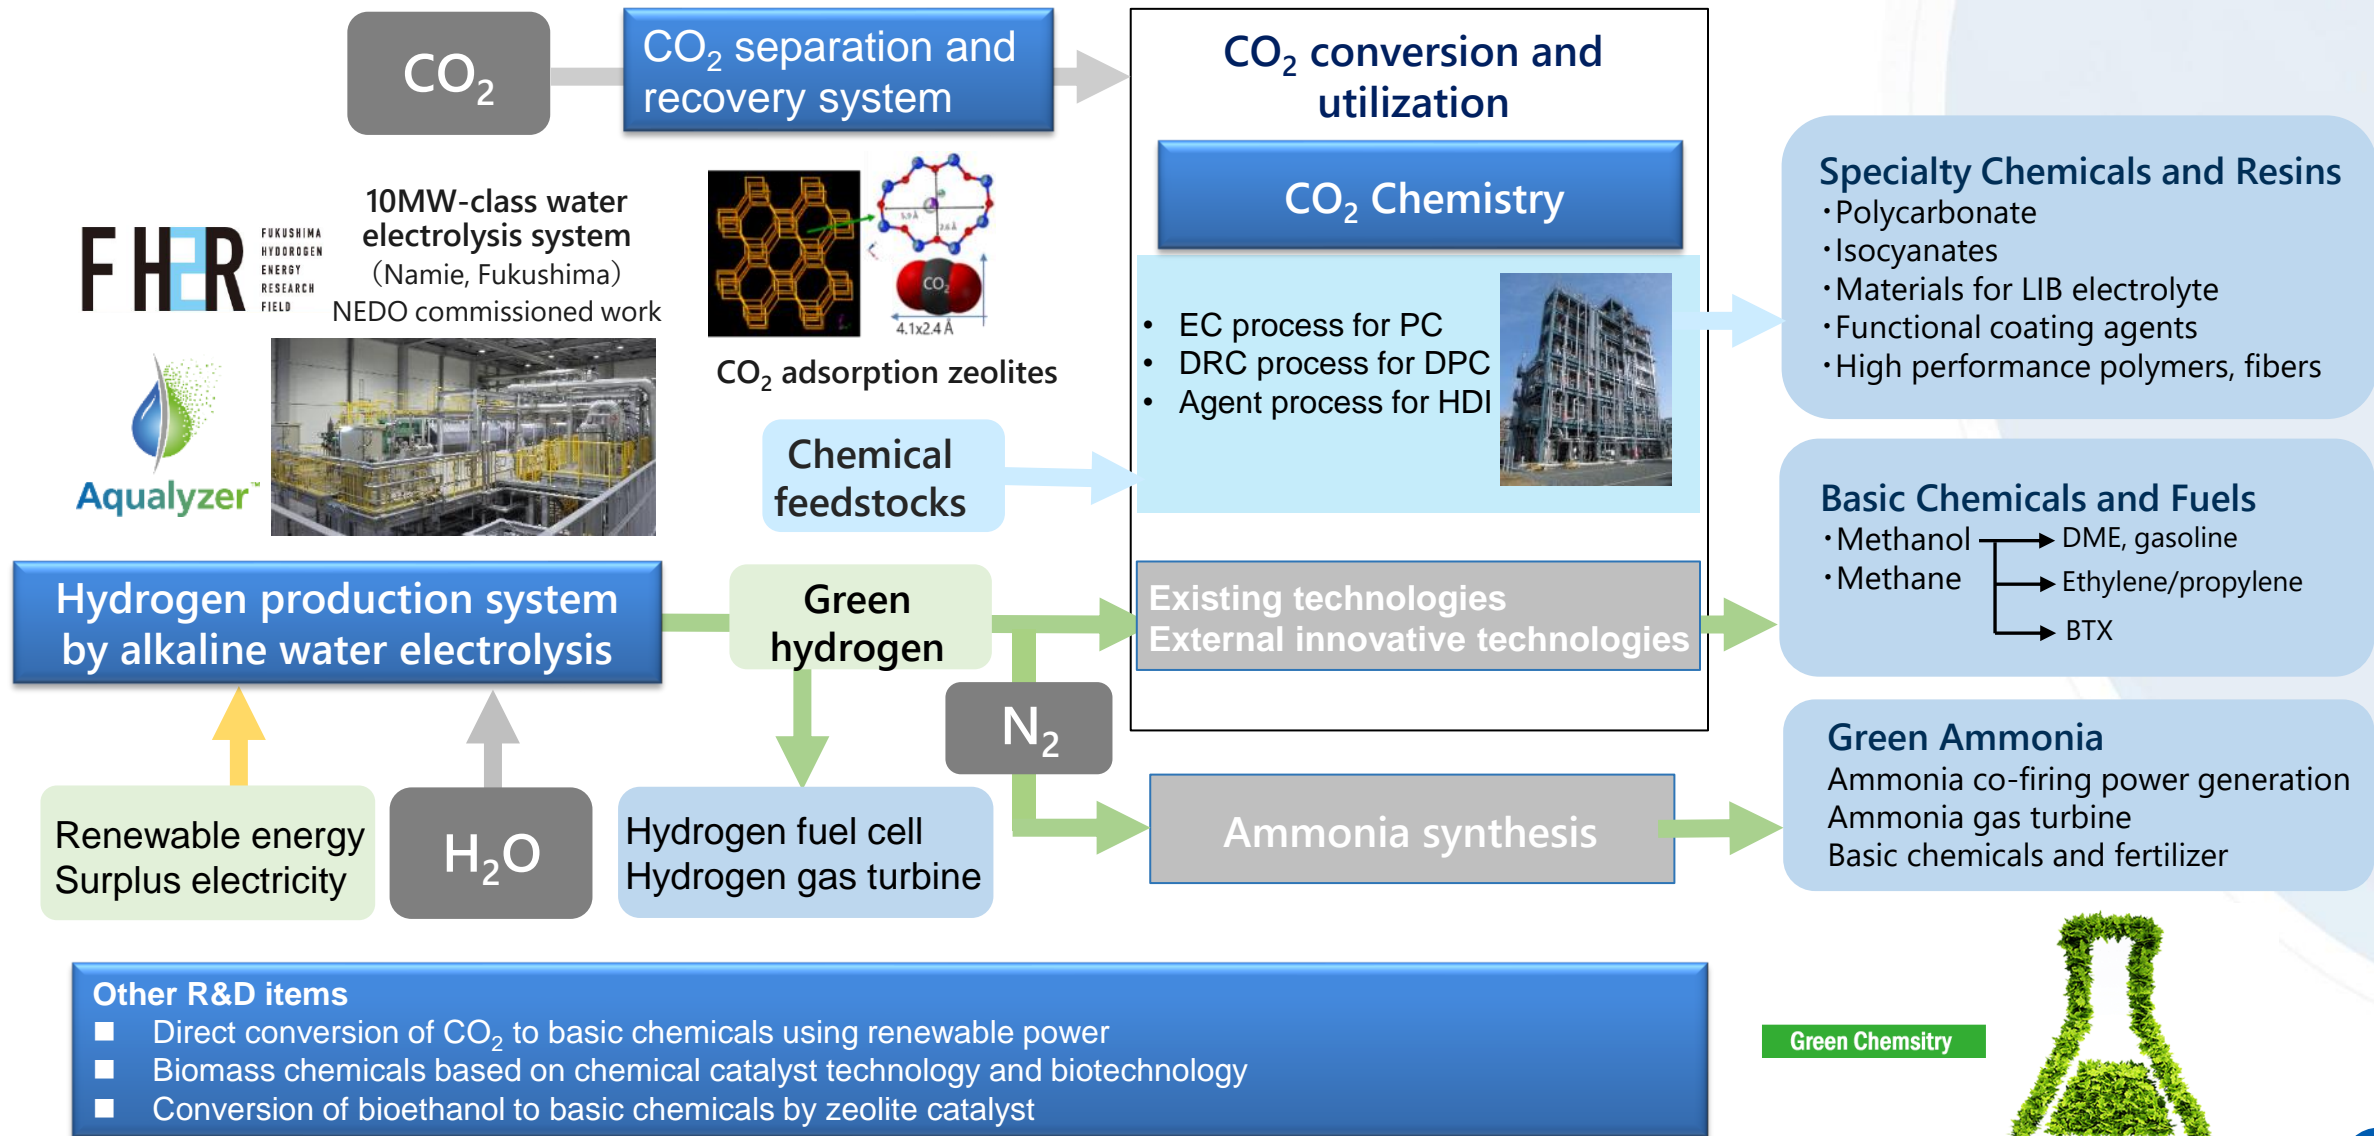 CO₂
CO₂ separation and
recovery system
CO₂ conversion and
utilization
CO₂ Chemistry
• EC process for PC
• DRC process for DPC
• Agent process for HDI
FH2R
FUKUSHIMA
HYDOROGEN
ENERGY
RESEARCH
FIELD
10MW-class water
electrolysis system
（Namie, Fukushima）
NEDO commissioned work
5.9 Å
3.6 Å
CO₂
4.1x2.4 Å
CO₂ adsorption zeolites
Aqualyzer™
Chemical
feedstocks
Hydrogen production system
by alkaline water electrolysis
Green
hydrogen
Existing technologies
External innovative technologies
N₂
Renewable energy
Surplus electricity
H₂O
Hydrogen fuel cell
Hydrogen gas turbine
Ammonia synthesis
Specialty Chemicals and Resins
・Polycarbonate
・Isocyanates
・Materials for LIB electrolyte
・Functional coating agents
・High performance polymers, fibers
Basic Chemicals and Fuels
・Methanol
DME, gasoline
・Methane
Ethylene/propylene
BTX
Green Ammonia
Ammonia co-firing power generation
Ammonia gas turbine
Basic chemicals and fertilizer
Other R&D items
■ Direct conversion of CO₂ to basic chemicals using renewable power
■ Biomass chemicals based on chemical catalyst technology and biotechnology
■ Conversion of bioethanol to basic chemicals by zeolite catalyst
Green Chemsitry